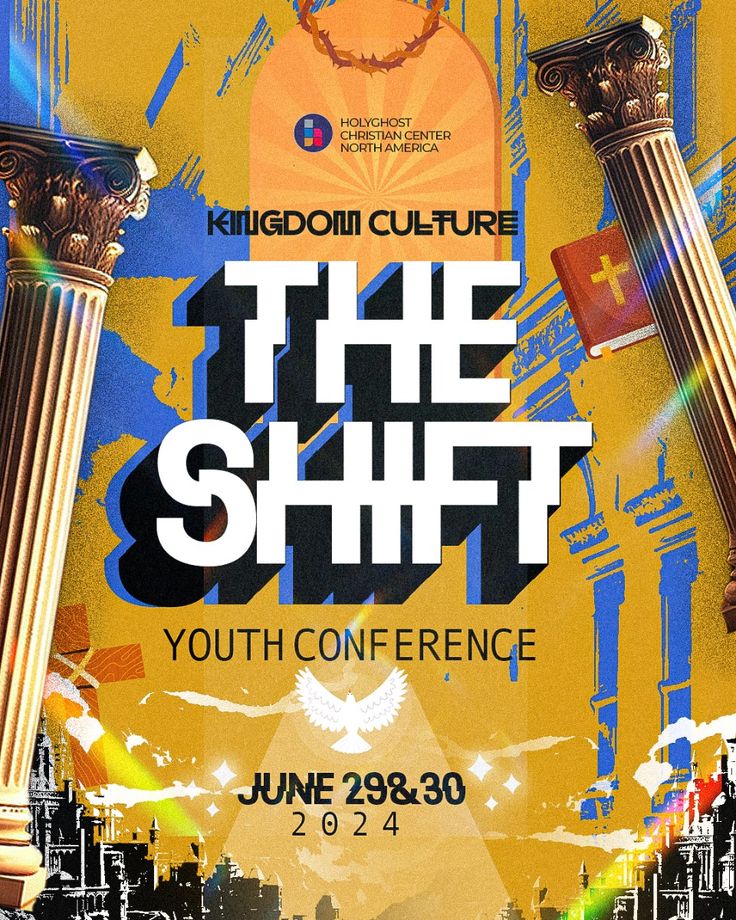 HOLYGHOST
CHRISTIAN CENTER
NORTH AMERICA
KINGDOM CULTURE
THE
SHIFT
YOUTH CONFERENCE
JUNE 29&30
2024